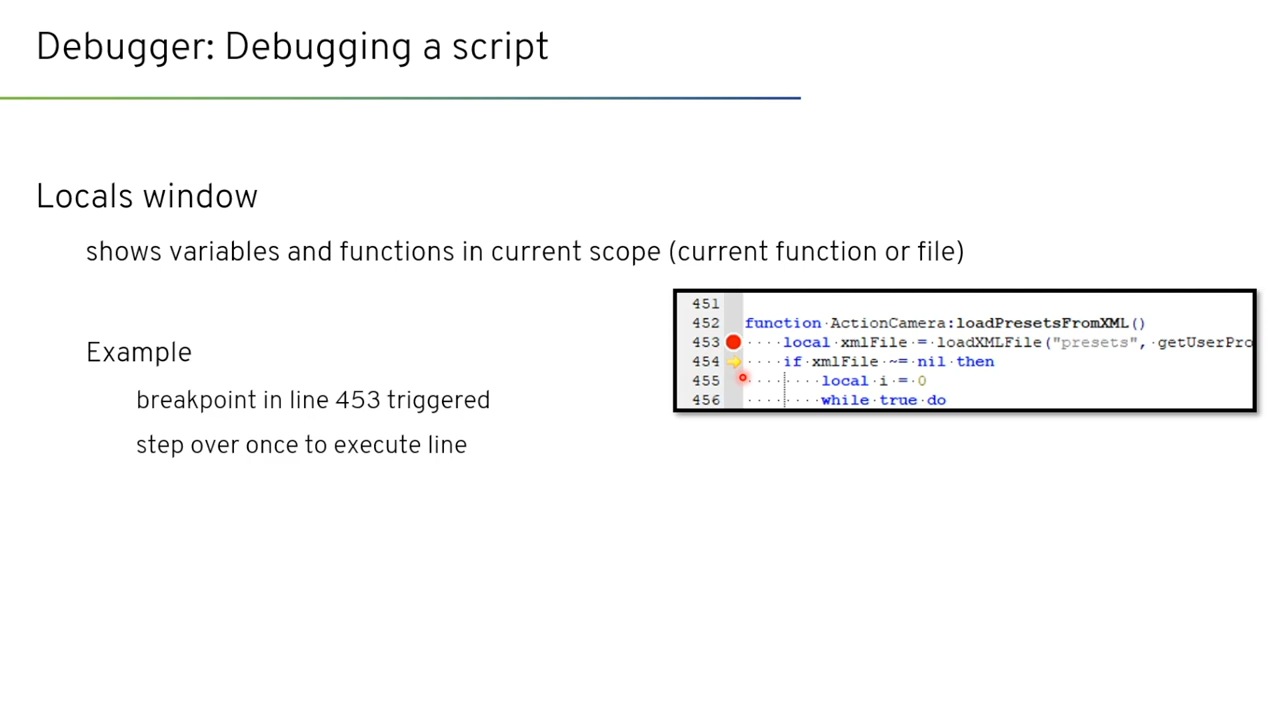 Debugger: Debugging a script
Locals window
shows variables and functions in current scope (current function or file)
Example
breakpoint in line 453 triggered
step over once to execute line
451
452 function ActionCamera:loadPresetsFromXML()
453 local xmlFile = loadXMLFile("presets", getUserPro
454 if xmlFile ~= nil then
455 local i = 0
456 while true do